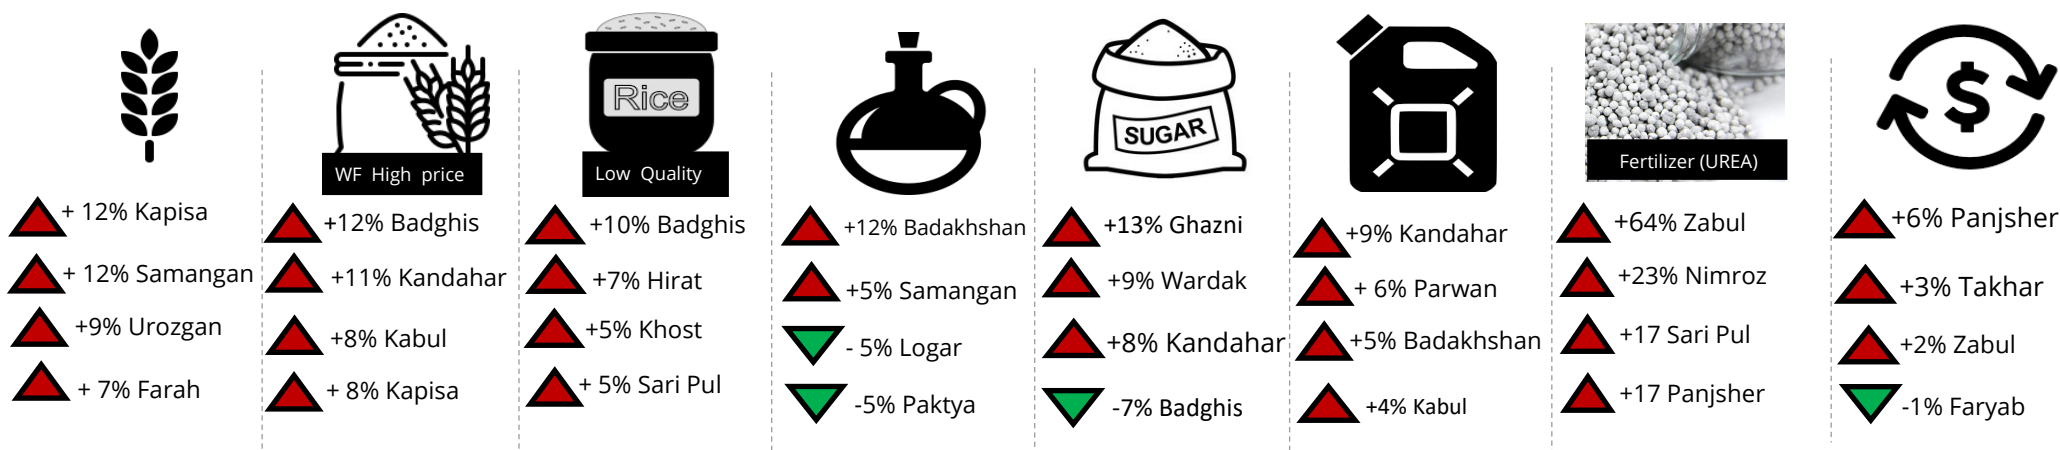 WF High price
+12% Kapisa
+ 12% Samangan
+9% Urozgan
+ 7% Farah
+12% Badghis
+11% Kandahar
+8% Kabul
+ 8% Kapisa
Rice
Low Quality
+10% Badghis
+7% Hirat
+5% Khost
+ 5% Sari Pul
+12% Badakhshan
+5% Samangan
- 5% Logar
-5% Paktya
SUGAR
+13% Ghazni
+9% Wardak
+8% Kandahar
-7% Badghis
+9% Kandahar
+ 6% Parwan
+5% Badakhshan
+4% Kabul
Fertilizer (UREA)
+64% Zabul
+23% Nimroz
+17 Sari Pul
+17 Panjsher
$
+6% Panjsher
+3% Takhar
+2% Zabul
-1% Faryab